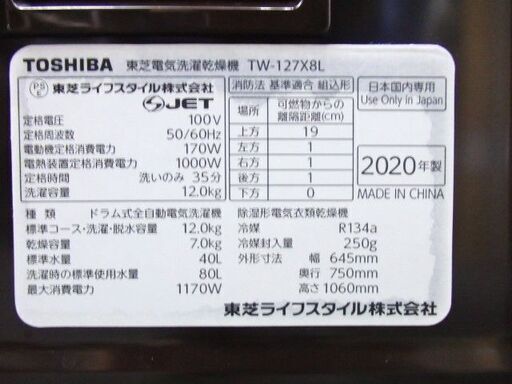 TOSHIBA 東芝電気洗濯乾燥機 TW-127X8L
PS E 東芝ライフスタイル株式会社
JET
定格電圧 100V
定格周波数 50/60Hz
電動機定格消費電力 170W
電熱装置定格消費電力 1000W
定格時間 洗いのみ 35分
洗濯容量 12.0kg
消防法 基準適合 組込形
場所 可燃物からの離隔距離(cm)
上方 19
左方 1
右方 1
後方 1
下方 0
日本国内専用
Use Only in Japan
2020年製
MADE IN CHINA
種類 ドラム式全自動電気洗濯機
標準コース・洗濯・脱水容量 12.0kg
乾燥容量 7.0kg
標準水量 40L
洗濯時の標準使用水量 80L
最大消費電力 1170W
除湿形電気衣類乾燥機
冷媒 R134a
冷媒封入量 250g
外形寸法 幅 645mm
奥行 750mm
高さ 1060mm
東芝ライフスタイル株式会社